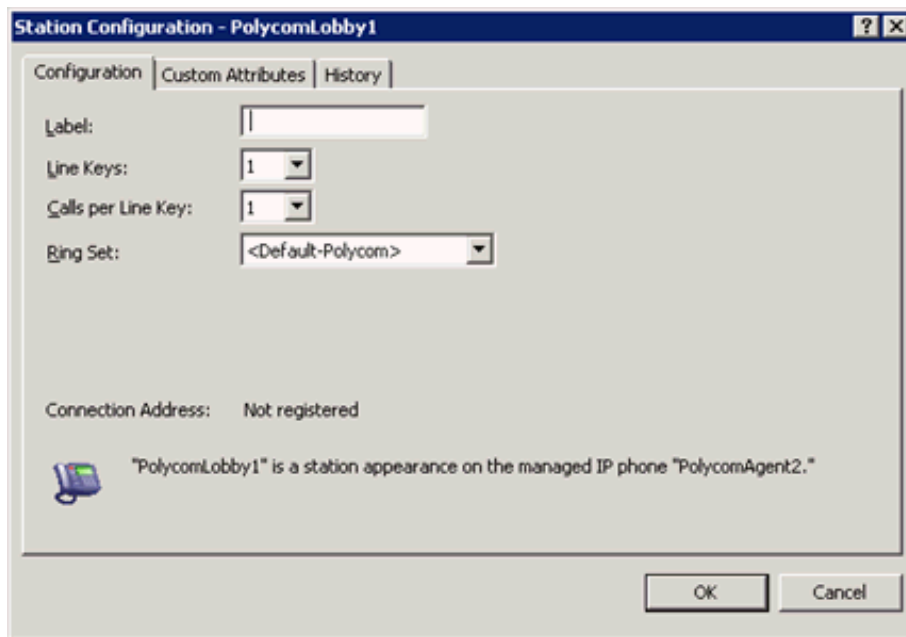 Station Configuration - PolycomLobby1
Configuration Custom Attributes History
Label:
Line Keys: 1
Calls per Line Key: 1
Ring Set: <Default-Polycom>
Connection Address: Not registered
"PolycomLobby1" is a station appearance on the managed IP phone "PolycomAgent2."
OK Cancel